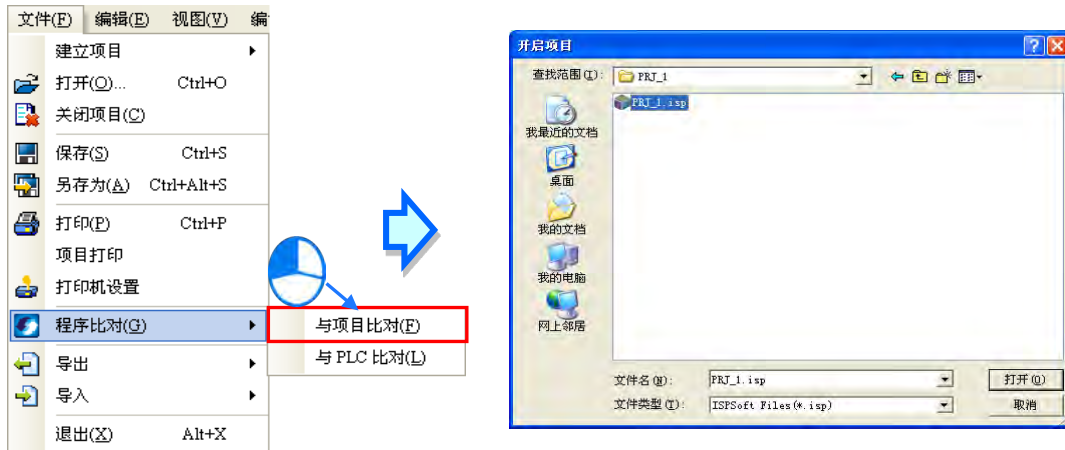 文件(F) 编辑(E) 视图(V) 编
建立项目
打开(O)... Ctrl+O
关闭项目(C)
保存(S) Ctrl+S
另存为(A) Ctrl+Alt+S
打印(P) Ctrl+P
项目打印
打印机设置
程序比对(G)
与项目比对(F)
与 PLC 比对(L)
导出
导入
退出(X) Alt+X
开启项目
查找范围(I): PRJ_1
PRJ_1.isp
我最近的文档
桌面
我的文档
我的电脑
网上邻居
文件名(N): PRJ_1.isp 打开(O)
文件类型(T): ISPSoft Files(*.isp) 取消